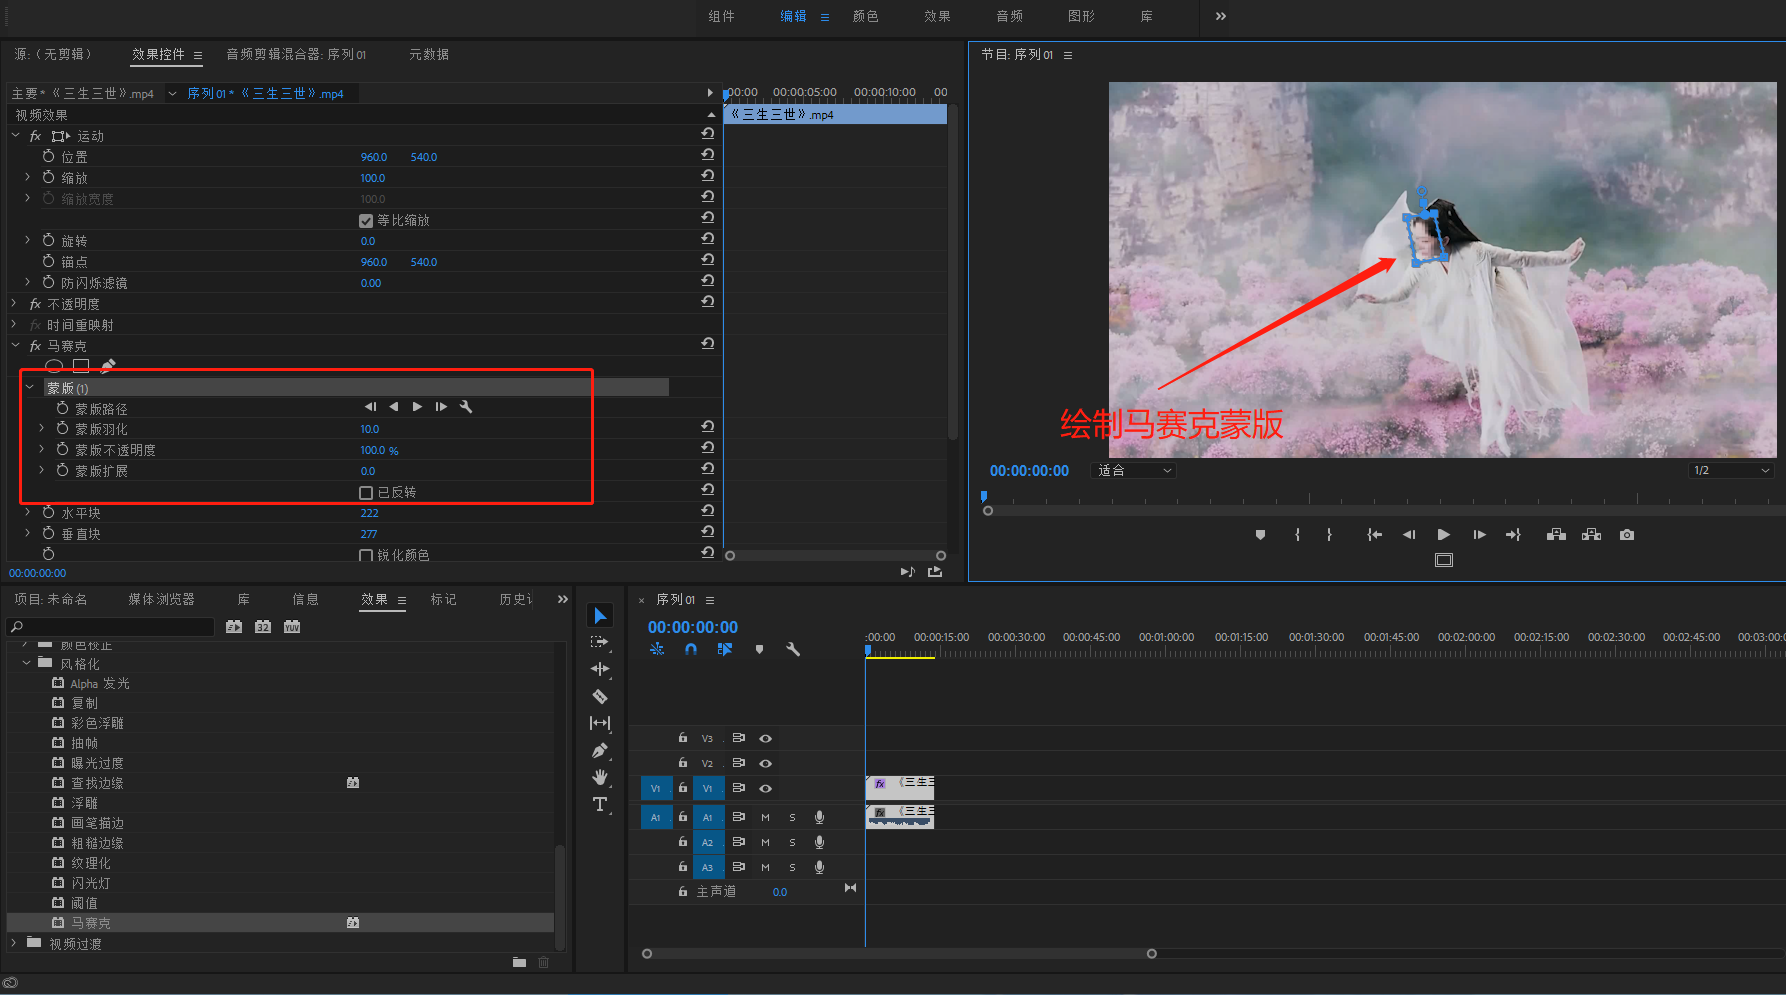 组件 编辑 颜色 效果 音频 图形 库
源:（无剪辑） 效果控件 音频剪辑混合器: 序列 01 元数据
节目: 序列 01
主要 * 《三生三世》.mp4 序列 01 * 《三生三世》.mp4
:00:00 00:00:05:00 00:00:10:00 00
视频效果
《三生三世》.mp4
fx 运动
位置 960.0 540.0
缩放 100.0
缩放宽度 100.0
等比缩放
旋转 0.0
锚点 960.0 540.0
防闪烁滤镜 0.00
fx 不透明度
fx 时间重映射
fx 马赛克
蒙版 (1)
蒙版路径
蒙版羽化 10.0
蒙版不透明度 100.0 %
蒙版扩展 0.0
已反转
水平块 222
垂直块 277
锐化颜色
00:00:00:00
绘制马赛克蒙版
00:00:00:00 适合 1/2
项目: 未命名 媒体浏览器 库 信息 效果 标记 历史
32 YUV
颜色校正
风格化
Alpha 发光
复制
彩色浮雕
抽帧
曝光过度
查找边缘
浮雕
画笔描边
粗糙边缘
纹理化
闪光灯
阈值
马赛克
视频过渡
T
× 序列 01
00:00:00:00
:00:00 00:00:15:00 00:00:30:00 00:00:45:00 00:01:00:00 00:01:15:00 00:01:30:00 00:01:45:00 00:02:00:00 00:02:15:00 00:02:30:00 00:02:45:00 00:03:00
V3
V2
V1 V1 fx 《三生三
A1 A1 M S fx 《三生三
A2 M S
A3 M S
主声道 0.0